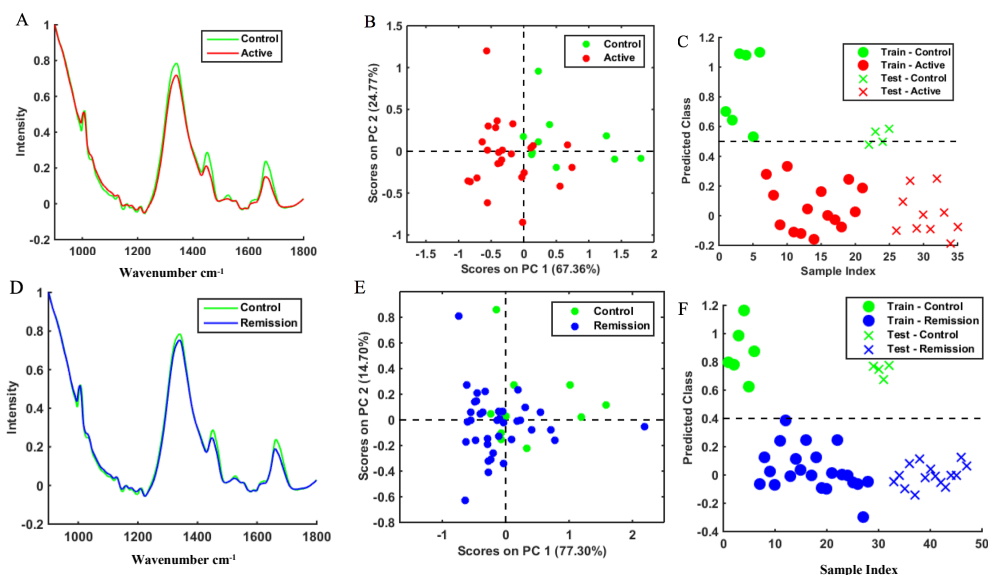 A
Control
Active
Intensity
1
0.8
0.6
0.4
0.2
0
-0.2
1000
1200
1400
1600
1800
Wavenumber cm-1
B
Control
Active
Scores on PC 2 (24.77%)
1.5
1
0.5
0
-0.5
-1
-1.5
-1
-0.5
0
0.5
1
1.5
2
Scores on PC 1 (67.36%)
C
Train - Control
Train - Active
Test - Control
Test - Active
Predicted Class
1.2
1
0.8
0.6
0.4
0.2
0
-0.2
0
5
10
15
20
25
30
35
Sample Index
D
Control
Remission
Intensity
1
0.8
0.6
0.4
0.2
0
-0.2
1000
1200
1400
1600
1800
Wavenumber cm-1
E
Control
Remission
Scores on PC 2 (14.70%)
0.8
0.6
0.4
0.2
0
-0.2
-0.4
-0.6
-0.8
-1
0
1
2
Scores on PC 1 (77.30%)
F
Train - Control
Train - Remission
Test - Control
Test - Remission
Predicted Class
1.2
1
0.8
0.6
0.4
0.2
0
-0.2
-0.4
0
10
20
30
40
50
Sample Index